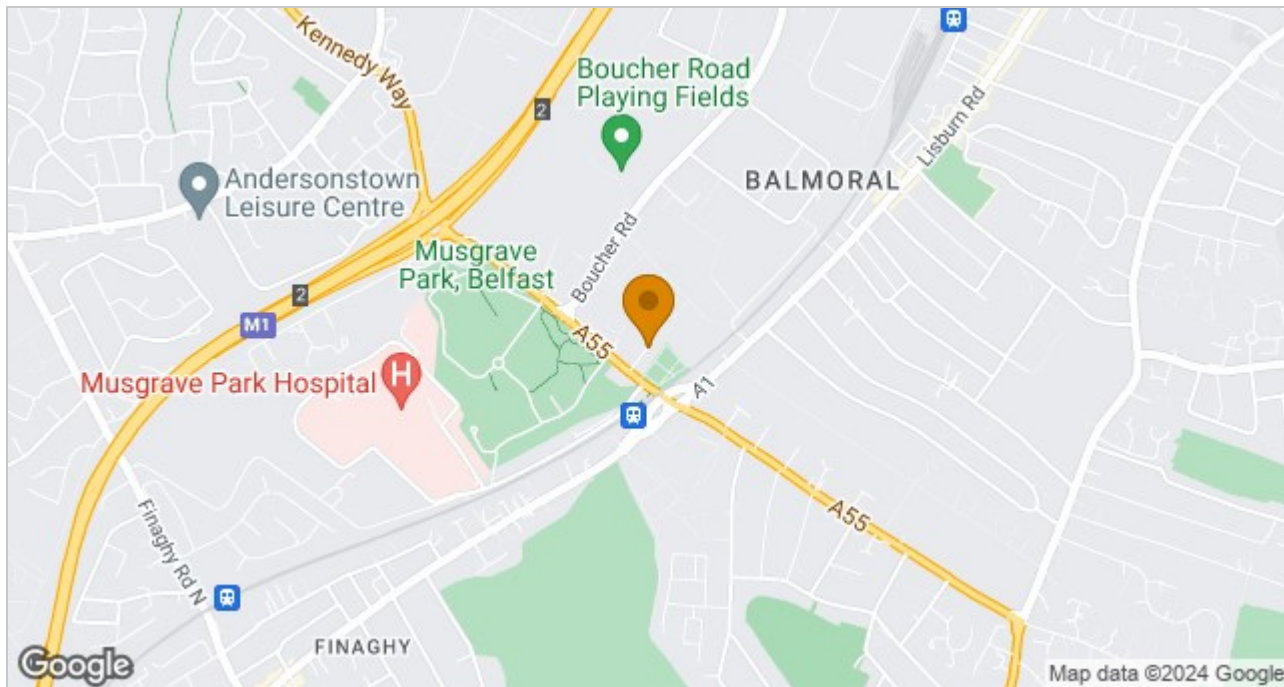 Kennedy Way
2
Boucher Road
Playing Fields
Lisburn Rd
Andersonstown
Leisure Centre
BALMORAL
Boucher Rd
Musgrave
Park, Belfast
2
M1
A55
Musgrave Park Hospital
H
A1
A55
Finaghy Rd N
FINAGHY
Google
Map data ©2024 Google